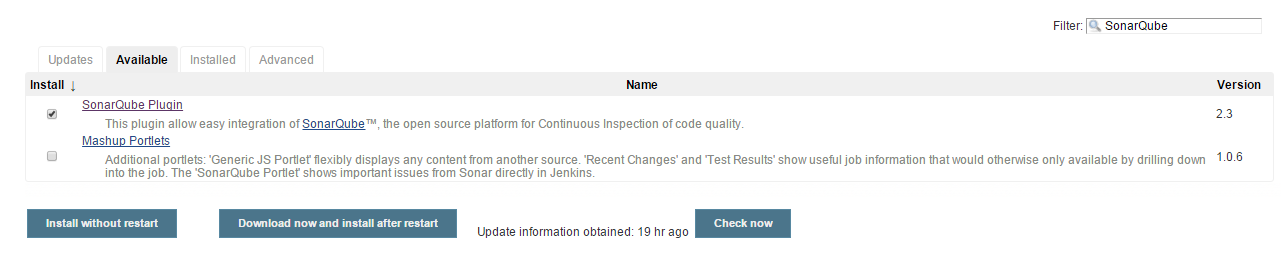 Filter: SonarQube
Updates Available Installed Advanced
Install ↓ Name Version
SonarQube Plugin
This plugin allow easy integration of SonarQube™, the open source platform for Continuous Inspection of code quality.
2.3
Mashup Portlets
Additional portlets: 'Generic JS Portlet' flexibly displays any content from another source. 'Recent Changes' and 'Test Results' show useful job information that would otherwise only available by drilling down
into the job. The 'SonarQube Portlet' shows important issues from Sonar directly in Jenkins.
1.0.6
Install without restart Download now and install after restart Update information obtained: 19 hr ago Check now